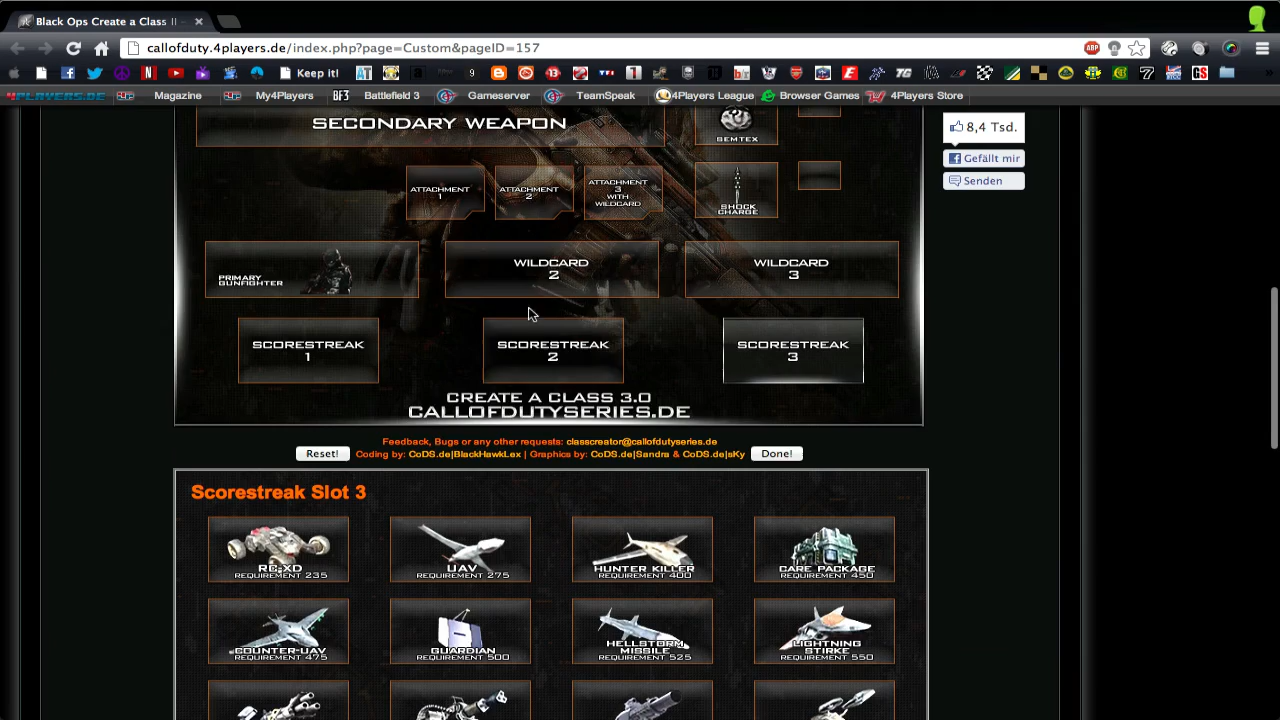 Black Ops Create a Class II
callofduty.4players.de/index.php?page=Custom&pageID=157
ABP
Keep it!
4PLAYERS.DE
Magazine
My4Players
BF3
Battlefield 3
Gameserver
TeamSpeak
4Players League
Browser Games
4Players Store
8,4 Tsd.
Gefällt mir
Senden
SECONDARY WEAPON
SEMTEX
ATTACHMENT
1
ATTACHMENT
2
ATTACHMENT
3
WITH
WILDCARD
SHOCK
CHARGE
PRIMARY
GUNFIGHTER
WILDCARD
2
WILDCARD
3
SCORESTREAK
1
SCORESTREAK
2
SCORESTREAK
3
CREATE A CLASS 3.0
CALLOFDUTYSERIES.DE
Feedback, Bugs or any other requests: classcreator@callofdutyseries.de
Reset!
Coding by: CoDS.de|BlackHawkLex | Graphics by: CoDS.de|Sandra & CoDS.de|sKy
Done!
Scorestreak Slot 3
RC-XD
REQUIREMENT 235
UAV
REQUIREMENT 275
HUNTER KILLER
REQUIREMENT 400
CARE PACKAGE
REQUIREMENT 450
COUNTER-UAV
REQUIREMENT 475
GUARDIAN
REQUIREMENT 500
HELLSTORM
MISSILE
REQUIREMENT 525
LIGHTNING
STIRKE
REQUIREMENT 550